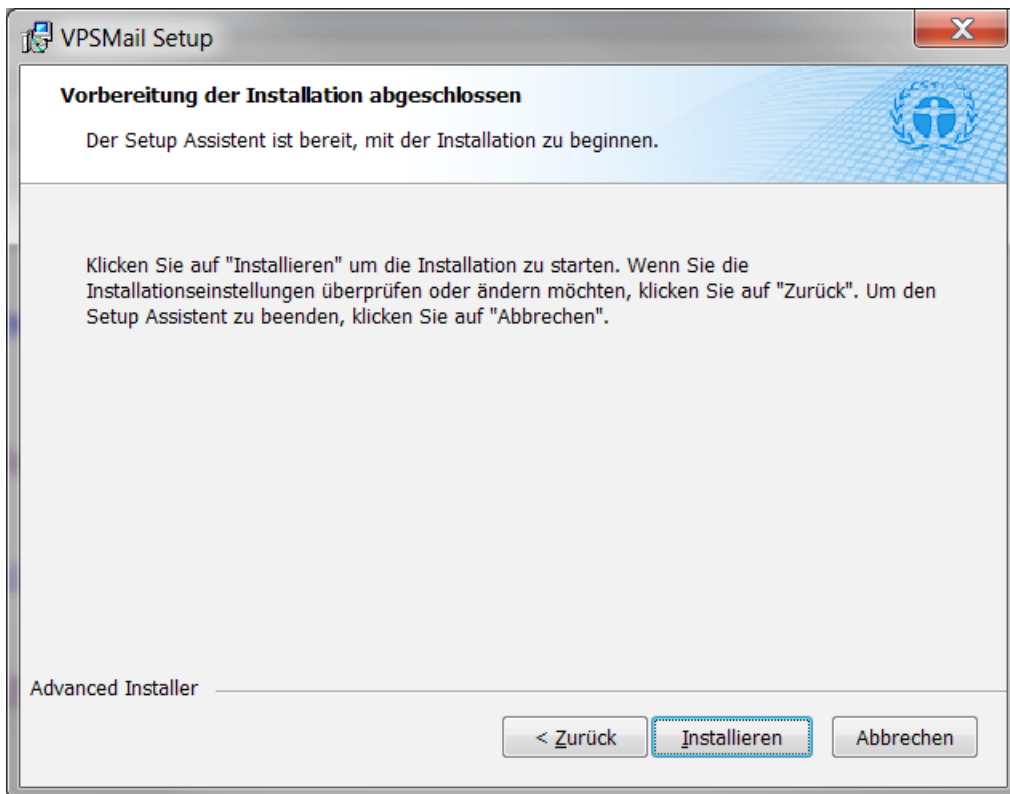 VPSMail Setup
Vorbereitung der Installation abgeschlossen
Der Setup Assistent ist bereit, mit der Installation zu beginnen.
Klicken Sie auf "Installieren" um die Installation zu starten. Wenn Sie die
Installationseinstellungen überprüfen oder ändern möchten, klicken Sie auf "Zurück". Um den
Setup Assistent zu beenden, klicken Sie auf "Abbrechen".
Advanced Installer
< Zurück
Installieren
Abbrechen